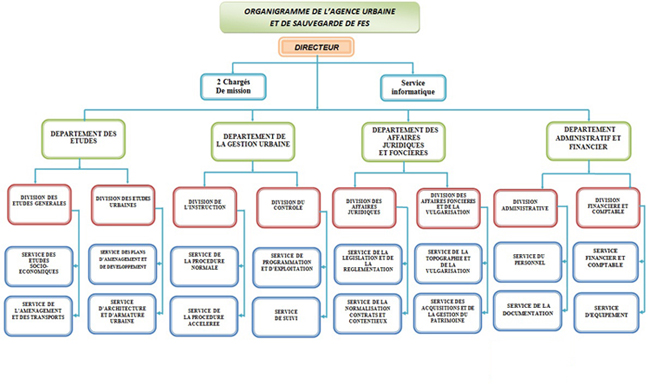 ORGANIGRAMME DE L'AGENCE URBAINE
ET DE SAUVEGARDE DE FES
DIRECTEUR
2 Chargés
De mission
Service
informatique
DEPARTEMENT DES
ETUDES
DEPARTEMENT DE
LA GESTION URBAINE
DEPARTEMENT DES
AFFAIRES
JURIDIQUES
ET FONCIERES
DEPARTEMENT
ADMINISTRATIF ET
FINANCIER
DIVISION DES
ETUDES GENERALES
DIVISION DES ETUDES
URBAINES
DIVISION
DE L'INSTRUCTION
DIVISION DU
CONTROLE
DIVISION DES
AFFAIRES
JURIDIQUES
DIVISION DES
AFFAIRES FONCIERES
ET DE LA
VULGARISATION
DIVISION
ADMINISTRATIVE
DIVISION
FINANCIERE ET
COMPTABLE
SERVICE DES
ETUDES
SOCIO-
ECONOMIQUES
SERVICE DES PLANS
D'AMENAGEMENT ET
DE DÉVELOPPEMENT
SERVICE DE
LA PROCEDURE
NORMALE
SERVICE DE
PROGRAMMATION
ET D'EXPLOITATION
SERVICE DE LA
LEGISLATION ET DE
LA
REGLEMENTATION
SERVICE DE LA
TOPOGRAPHIE ET
DE LA
VULGARISATION
SERVICE DU
PERSONNEL
SERVICE
FINANCIER ET
COMPTABLE
SERVICE DE
L'AMENAGEMENT
ET DES TRANSPORTS
SERVICE
D'ARCHITECTURE
ET D'ARMATURE
URBAINE
SERVICE
DE LA PROCEDURE
ACCELEREE
SERVICE
DE SUIVI
SERVICE
DE LA
NORMALISATION
CONTRATS ET
CONTENTIEUX
SERVICE DES
ACQUISITIONS ET DE
LA GESTION DU
PATRIMOINE
SERVICE DE LA
DOCUMENTATION
SERVICE
D'EQUIPEMENT